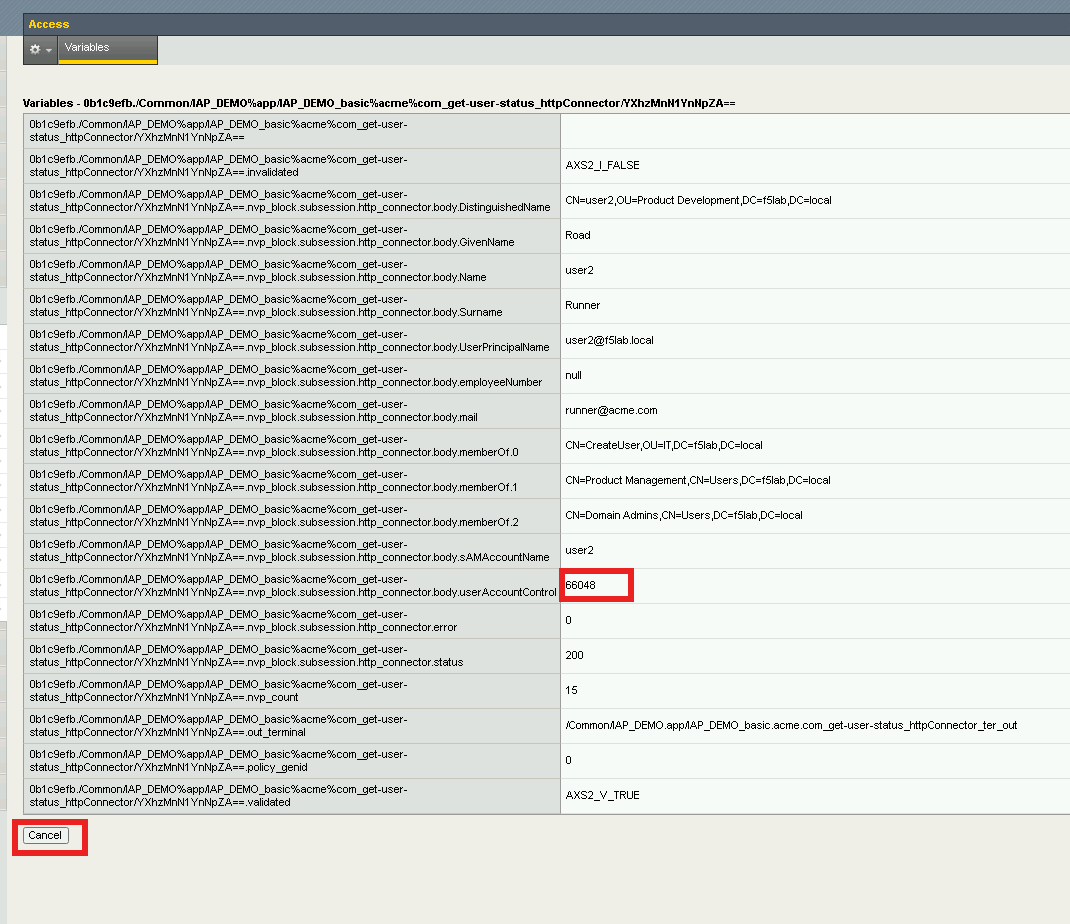 Access
Variables
Variables - 0b1c9efb./Common/IAP_DEMO%app/IAP_DEMO_basic%acme%com_get-user-status_httpConnector/YXhzMnN1YnNpZA==
0b1c9efb./Common/IAP_DEMO%app/IAP_DEMO_basic%acme%com_get-user-
status_httpConnector/YXhzMnN1YnNpZA==
0b1c9efb./Common/IAP_DEMO%app/IAP_DEMO_basic%acme%com_get-user-
status_httpConnector/YXhzMnN1YnNpZA==.invalidated
AXS2_I_FALSE
0b1c9efb./Common/IAP_DEMO%app/IAP_DEMO_basic%acme%com_get-user-
status_httpConnector/YXhzMnN1YnNpZA==.nvp_block.subsession.http_connector.body.DistinguishedName
CN=user2,OU=Product Development,DC=f5lab,DC=local
0b1c9efb./Common/IAP_DEMO%app/IAP_DEMO_basic%acme%com_get-user-
status_httpConnector/YXhzMnN1YnNpZA==.nvp_block.subsession.http_connector.body.GivenName
Road
0b1c9efb./Common/IAP_DEMO%app/IAP_DEMO_basic%acme%com_get-user-
status_httpConnector/YXhzMnN1YnNpZA==.nvp_block.subsession.http_connector.body.Name
user2
0b1c9efb./Common/IAP_DEMO%app/IAP_DEMO_basic%acme%com_get-user-
status_httpConnector/YXhzMnN1YnNpZA==.nvp_block.subsession.http_connector.body.Surname
Runner
0b1c9efb./Common/IAP_DEMO%app/IAP_DEMO_basic%acme%com_get-user-
status_httpConnector/YXhzMnN1YnNpZA==.nvp_block.subsession.http_connector.body.UserPrincipalName
user2@f5lab.local
0b1c9efb./Common/IAP_DEMO%app/IAP_DEMO_basic%acme%com_get-user-
status_httpConnector/YXhzMnN1YnNpZA==.nvp_block.subsession.http_connector.body.employeeNumber
null
0b1c9efb./Common/IAP_DEMO%app/IAP_DEMO_basic%acme%com_get-user-
status_httpConnector/YXhzMnN1YnNpZA==.nvp_block.subsession.http_connector.body.mail
runner@acme.com
0b1c9efb./Common/IAP_DEMO%app/IAP_DEMO_basic%acme%com_get-user-
status_httpConnector/YXhzMnN1YnNpZA==.nvp_block.subsession.http_connector.body.memberOf.0
CN=CreateUser,OU=IT,DC=f5lab,DC=local
0b1c9efb./Common/IAP_DEMO%app/IAP_DEMO_basic%acme%com_get-user-
status_httpConnector/YXhzMnN1YnNpZA==.nvp_block.subsession.http_connector.body.memberOf.1
CN=Product Management,CN=Users,DC=f5lab,DC=local
0b1c9efb./Common/IAP_DEMO%app/IAP_DEMO_basic%acme%com_get-user-
status_httpConnector/YXhzMnN1YnNpZA==.nvp_block.subsession.http_connector.body.memberOf.2
CN=Domain Admins,CN=Users,DC=f5lab,DC=local
0b1c9efb./Common/IAP_DEMO%app/IAP_DEMO_basic%acme%com_get-user-
status_httpConnector/YXhzMnN1YnNpZA==.nvp_block.subsession.http_connector.body.sAMAccountName
user2
0b1c9efb./Common/IAP_DEMO%app/IAP_DEMO_basic%acme%com_get-user-
status_httpConnector/YXhzMnN1YnNpZA==.nvp_block.subsession.http_connector.body.userAccountControl
66048
0b1c9efb./Common/IAP_DEMO%app/IAP_DEMO_basic%acme%com_get-user-
status_httpConnector/YXhzMnN1YnNpZA==.nvp_block.subsession.http_connector.error
0
0b1c9efb./Common/IAP_DEMO%app/IAP_DEMO_basic%acme%com_get-user-
status_httpConnector/YXhzMnN1YnNpZA==.nvp_block.subsession.http_connector.status
200
0b1c9efb./Common/IAP_DEMO%app/IAP_DEMO_basic%acme%com_get-user-
status_httpConnector/YXhzMnN1YnNpZA==.nvp_count
15
0b1c9efb./Common/IAP_DEMO%app/IAP_DEMO_basic%acme%com_get-user-
status_httpConnector/YXhzMnN1YnNpZA==.out_terminal
/Common/IAP_DEMO.app/IAP_DEMO_basic.acme.com_get-user-status_httpConnector_ter_out
0b1c9efb./Common/IAP_DEMO%app/IAP_DEMO_basic%acme%com_get-user-
status_httpConnector/YXhzMnN1YnNpZA==.policy_genid
0
0b1c9efb./Common/IAP_DEMO%app/IAP_DEMO_basic%acme%com_get-user-
status_httpConnector/YXhzMnN1YnNpZA==.validated
AXS2_V_TRUE
Cancel